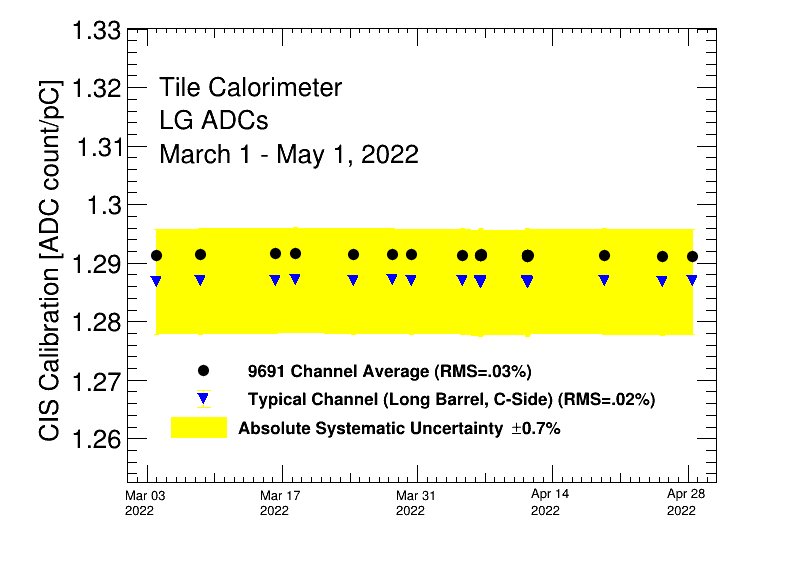 CIS Calibration [ADC count/pC]
1.33
1.32
1.31
1.3
1.29
1.28
1.27
1.26
Tile Calorimeter
LG ADCs
March 1 - May 1, 2022
9691 Channel Average (RMS=.03%)
Typical Channel (Long Barrel, C-Side) (RMS=.02%)
Absolute Systematic Uncertainty ±0.7%
Mar 03
2022
Mar 17
2022
Mar 31
2022
Apr 14
2022
Apr 28
2022